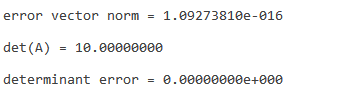 error vector norm = 1.09273810e-016
det(A) = 10.00000000
determinant error = 0.00000000e+000